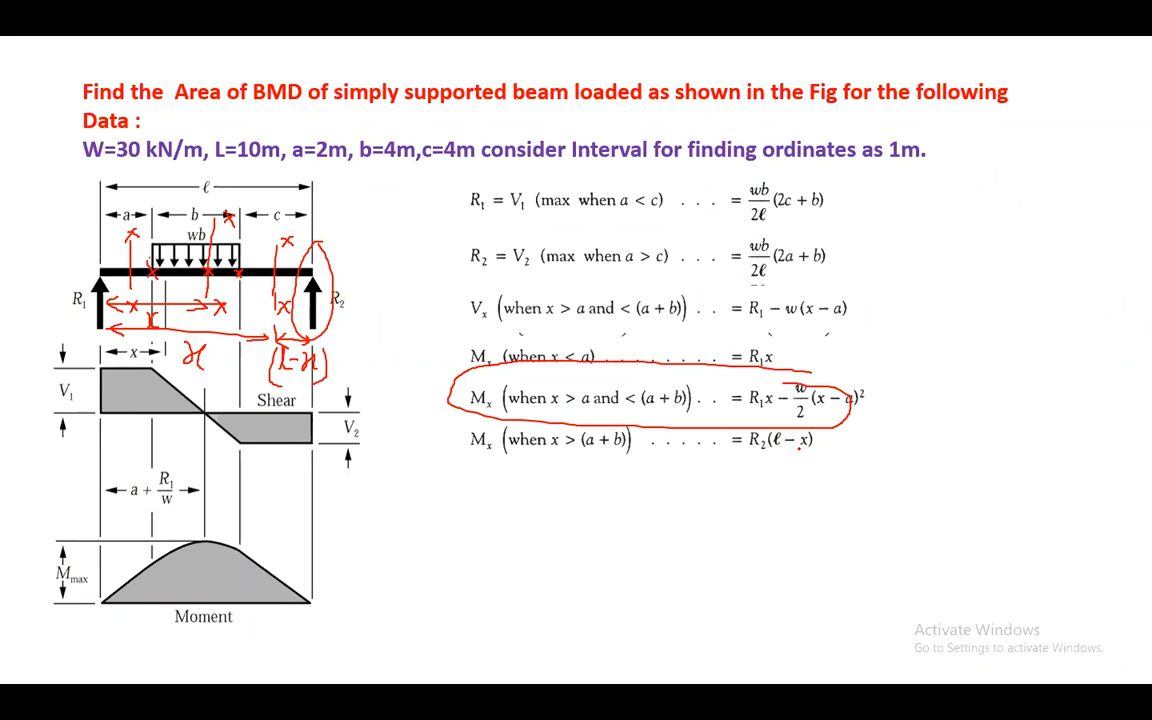 Find the Area of BMD of simply supported beam loaded as shown in the Fig for the following
Data :
W=30 kN/m, L=10m, a=2m, b=4m,c=4m consider Interval for finding ordinates as 1m.
ℓ
a b c
wb
x x x
R₁ R₂
x x x
x
x (l-x)
V₁ Shear V₂
a + R₁/w
Mmax
Moment
R₁ = V₁ (max when a < c) . . . = wb/2ℓ (2c + b)
R₂ = V₂ (max when a > c) . . . = wb/2ℓ (2a + b)
Vₓ (when x > a and < (a + b)) . . = R₁ − w(x − a)
Mₓ (when x < a) . . . . . . . . = R₁x
Mₓ (when x > a and < (a + b)) . . = R₁x − w/2 (x − a)²
Mₓ (when x > (a + b)) . . . . . = R₂(ℓ − x)
Activate Windows
Go to Settings to activate Windows.